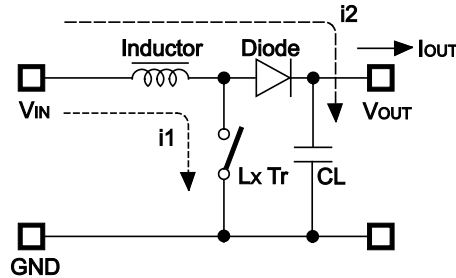 i2
Inductor
Diode
IOUT
VIN
VOUT
i1
Lx Tr
CL
GND